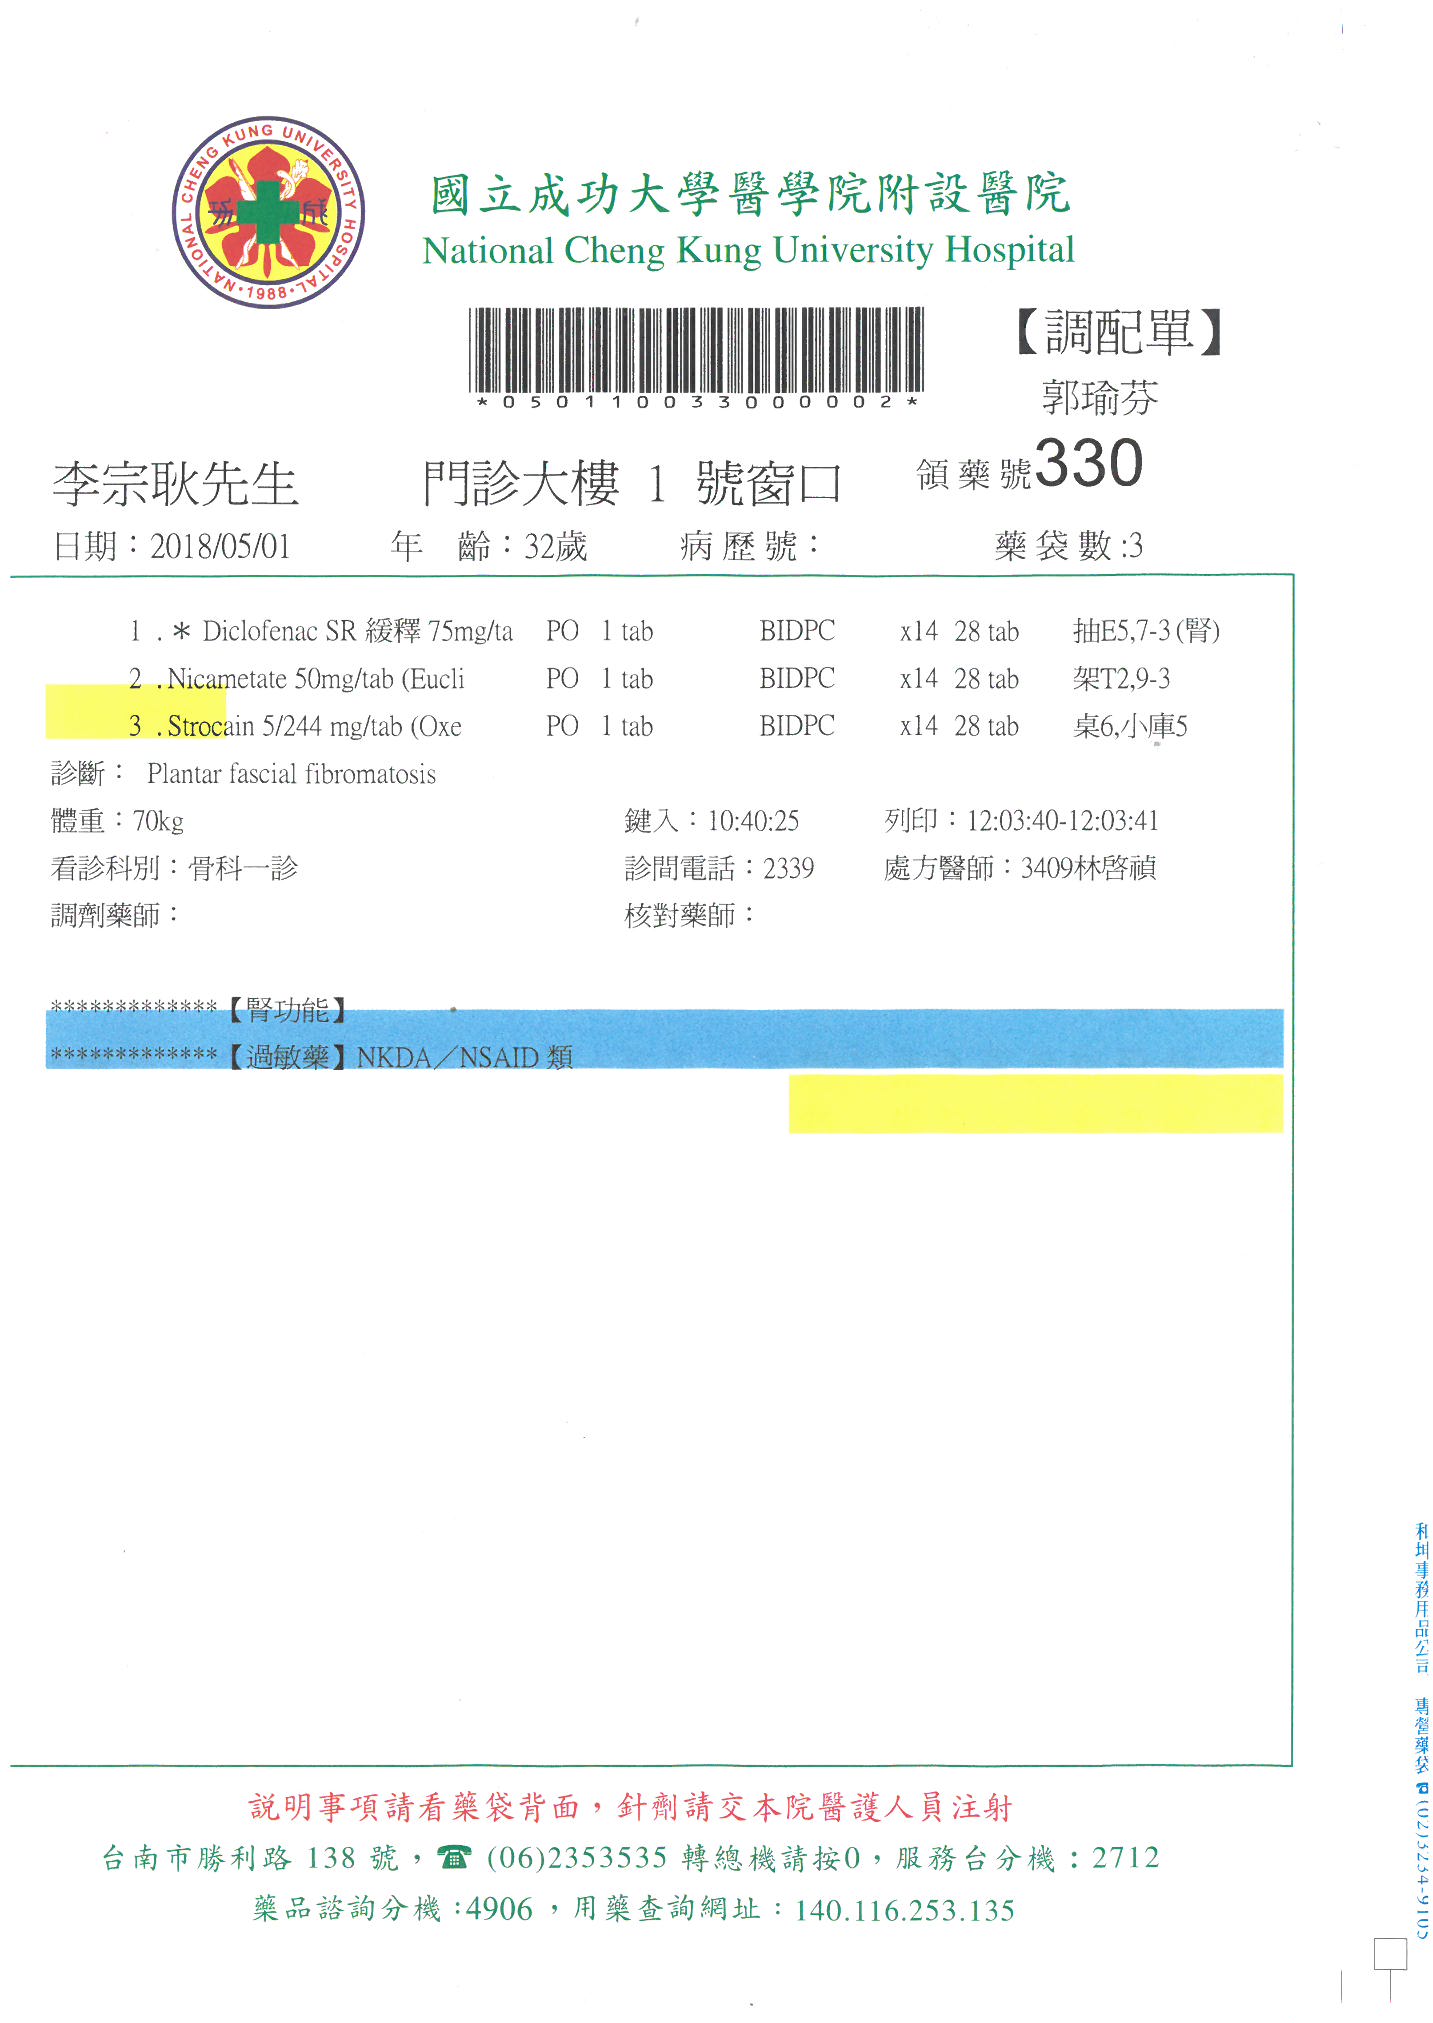 NATIONAL CHENG KUNG UNIVERSITY HOSPITAL
成功
·1988·
國立成功大學醫學院附設醫院
National Cheng Kung University Hospital
*05011003300002*
【調配單】
郭瑜芬
李宗耿先生 門診大樓 1 號窗口 領藥號330
日期：2018/05/01 年 齡：32歲 病歷號： 藥袋數:3
1 .＊ Diclofenac SR 緩釋 75mg/ta PO 1 tab BIDPC x14 28 tab 抽E5,7-3(腎)
2 .Nicametate 50mg/tab (Eucli PO 1 tab BIDPC x14 28 tab 架T2,9-3
3 .Strocain 5/244 mg/tab (Oxe PO 1 tab BIDPC x14 28 tab 桌6,小庫5
診斷： Plantar fascial fibromatosis
體重：70kg 鍵入：10:40:25 列印：12:03:40-12:03:41
看診科別：骨科一診 診間電話：2339 處方醫師：3409林啓禎
調劑藥師： 核對藥師：
*************【腎功能】
*************【過敏藥】NKDA／NSAID 類
説明事項請看藥袋背面，針劑請交本院醫護人員注射
台南市勝利路 138 號，☎ (06)2353535 轉總機請按0，服務台分機：2712
藥品諮詢分機:4906，用藥查詢網址：140.116.253.135
和坤事務用品公司 專營藥袋☎(02)3234-9105